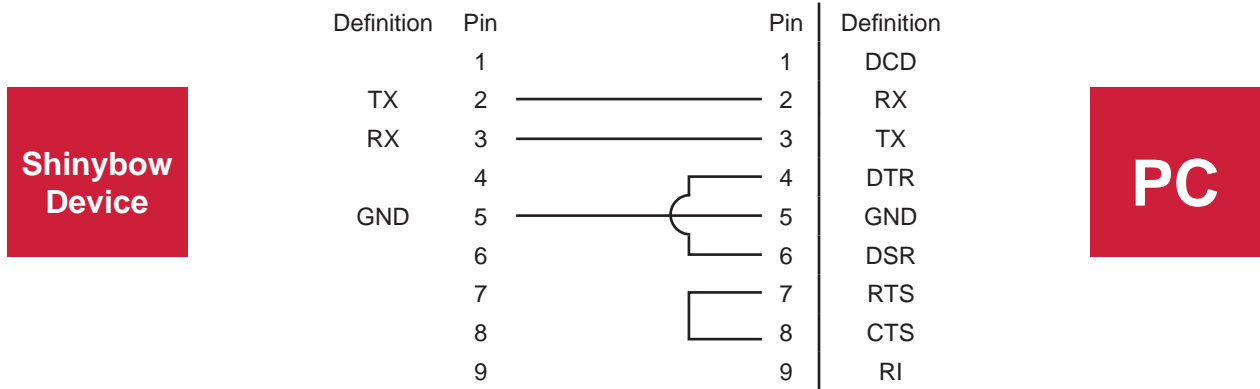 Definition Pin Pin Definition
1 1 DCD
TX 2 2 RX
RX 3 3 TX
4 4 DTR
GND 5 5 GND
6 6 DSR
7 7 RTS
8 8 CTS
9 9 RI
Shinybow
Device
PC